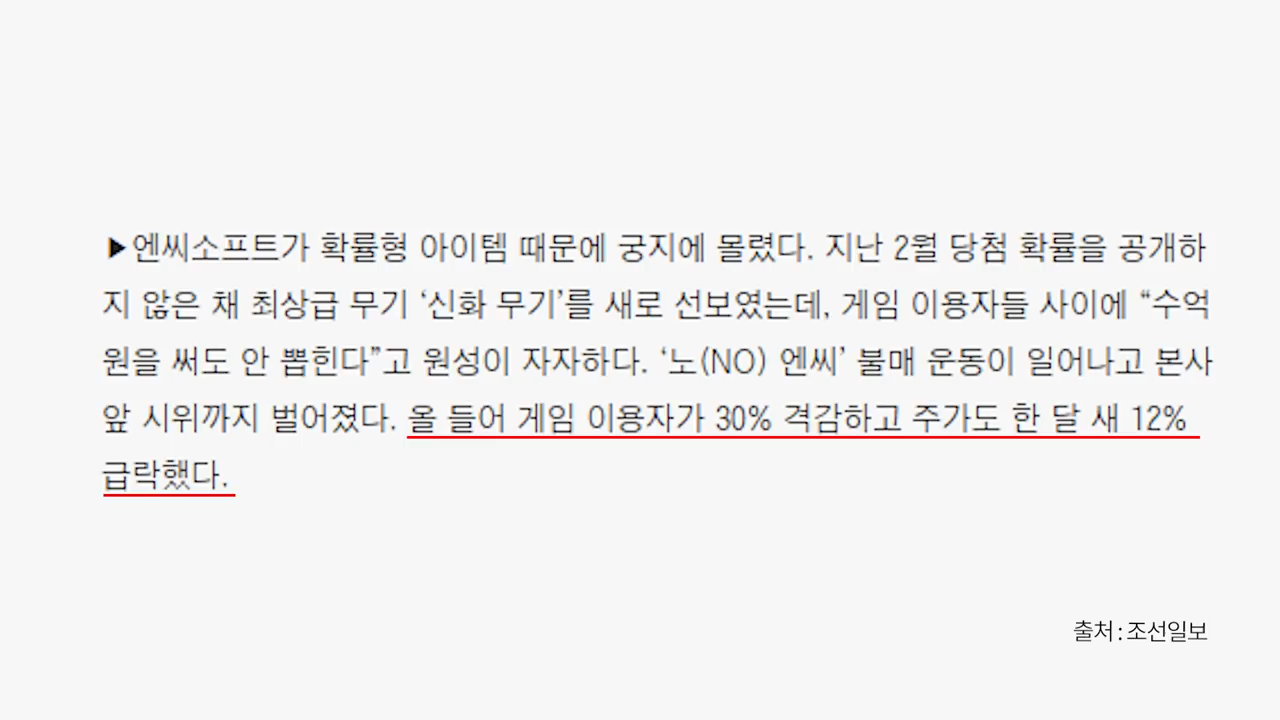 ▶엔씨소프트가 확률형 아이템 때문에 궁지에 몰렸다. 지난 2월 당첨 확률을 공개하
지 않은 채 최상급 무기 ‘신화 무기’를 새로 선보였는데, 게임 이용자들 사이에 “수억
원을 써도 안 뽑힌다”고 원성이 자자하다. ‘노(NO) 엔씨’ 불매 운동이 일어나고 본사
앞 시위까지 벌어졌다. 올 들어 게임 이용자가 30% 격감하고 주가도 한 달 새 12%
급락했다.
출처 : 조선일보